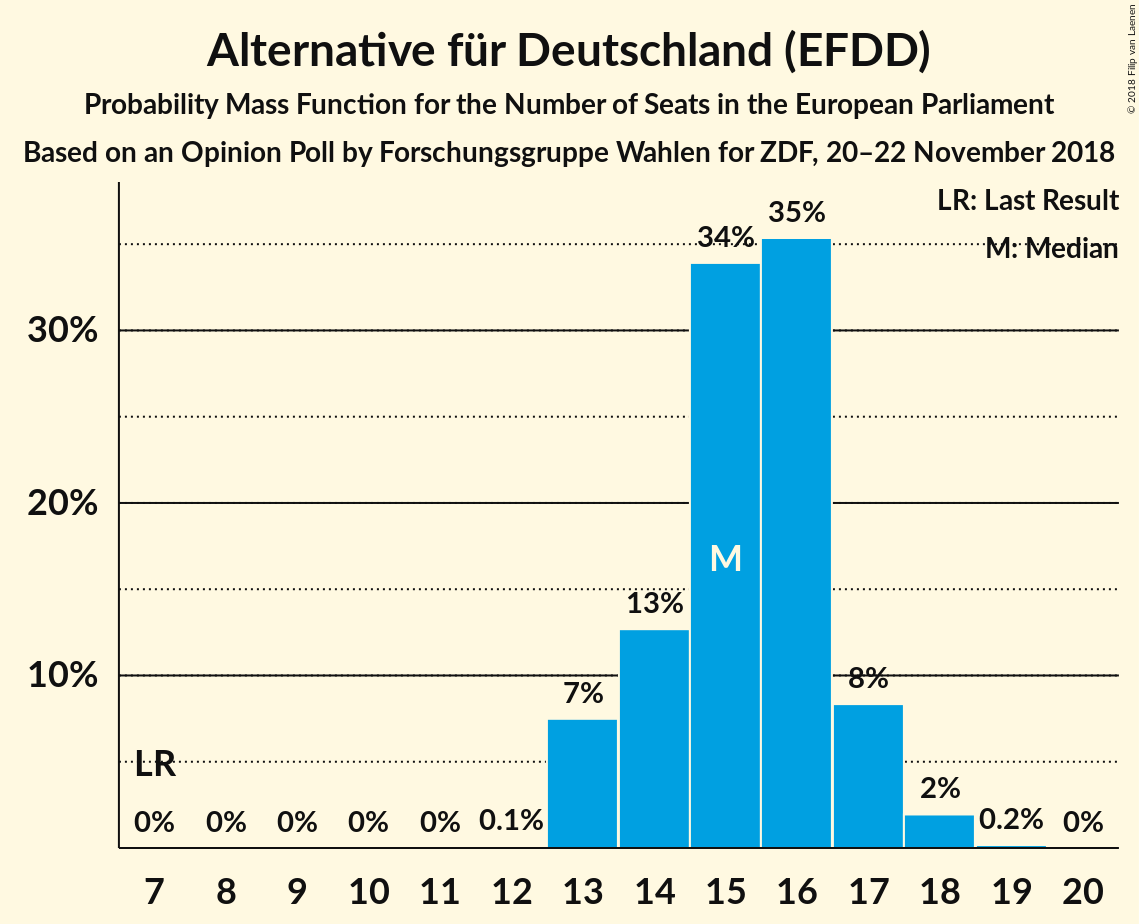 Alternative für Deutschland (EFDD)
Probability Mass Function for the Number of Seats in the European Parliament
Based on an Opinion Poll by Forschungsgruppe Wahlen for ZDF, 20–22 November 2018
© 2018 Filip van Laenen
LR: Last Result
M: Median
30%
20%
10%
LR
0%
0%
0%
0%
0%
0.1%
7%
13%
34%
M
35%
8%
2%
0.2%
0%
7 8 9 10 11 12 13 14 15 16 17 18 19 20